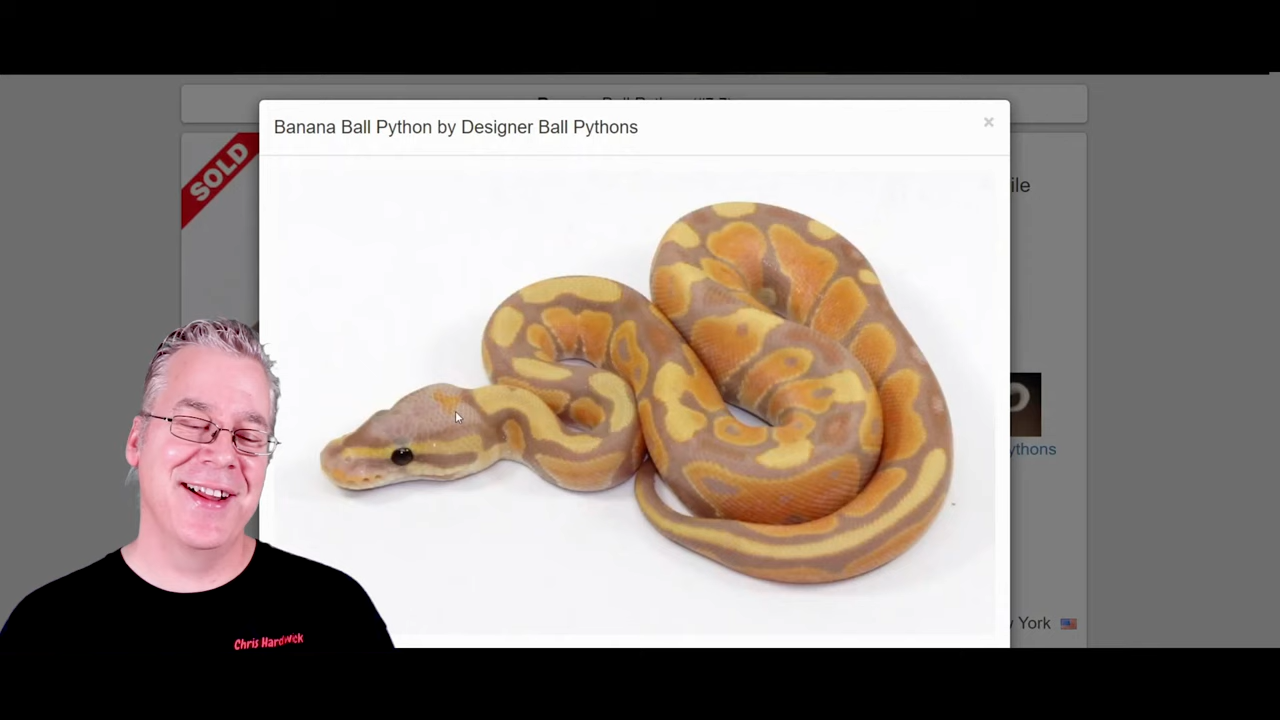 Banana Ball Python by Designer Ball Pythons
×
SOLD
ile
ythons
York
Chris Hardwick